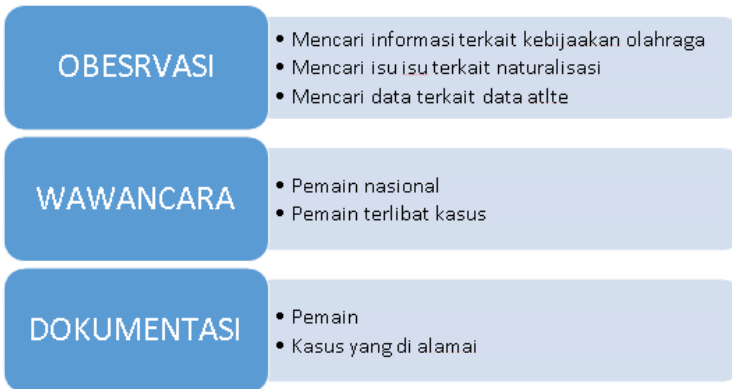 OBESRVASI
• Mencari informasi terkait kebijaakan olahraga
• Mencari isu isu terkait naturalisasi
• Mencari data terkait data atlte
WAWANCARA
• Pemain nasional
• Pemain terlibat kasus
DOKUMENTASI
• Pemain
• Kasus yang di alamai